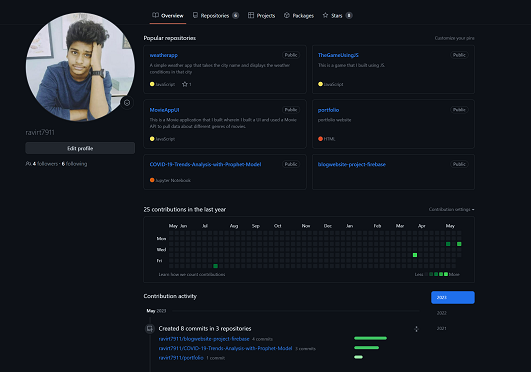 Overview Repositories 6 Projects Packages Stars 8
Popular repositories Customize your pins
weatherapp Public
A simple weather app that takes the city name and displays the weather
conditions in that city
JavaScript 1
TheGameUsingJS Public
This is a game that I built using JS.
JavaScript
MovieAppUI Public
This is a Movie application that I built wherein I built a UI and used a Movie
API to pull data about different genres of movies.
JavaScript
portfolio Public
portfolio website
HTML
COVID-19-Trends-Analysis-with-Prophet-Model Public
Jupyter Notebook
blogwebsite-project-firebase Public
ravirt7911
Edit profile
4 followers · 6 following
25 contributions in the last year Contribution settings
May Jun Jul Aug Sep Oct Nov Dec Jan Feb Mar Apr May
Mon
Wed
Fri
Learn how we count contributions Less More
Contribution activity
2023
2022
2021
May 2023
Created 8 commits in 3 repositories
ravirt7911/blogwebsite-project-firebase 4 commits
ravirt7911/COVID-19-Trends-Analysis-with-Prophet-Model 3 commits
ravirt7911/portfolio 1 commit